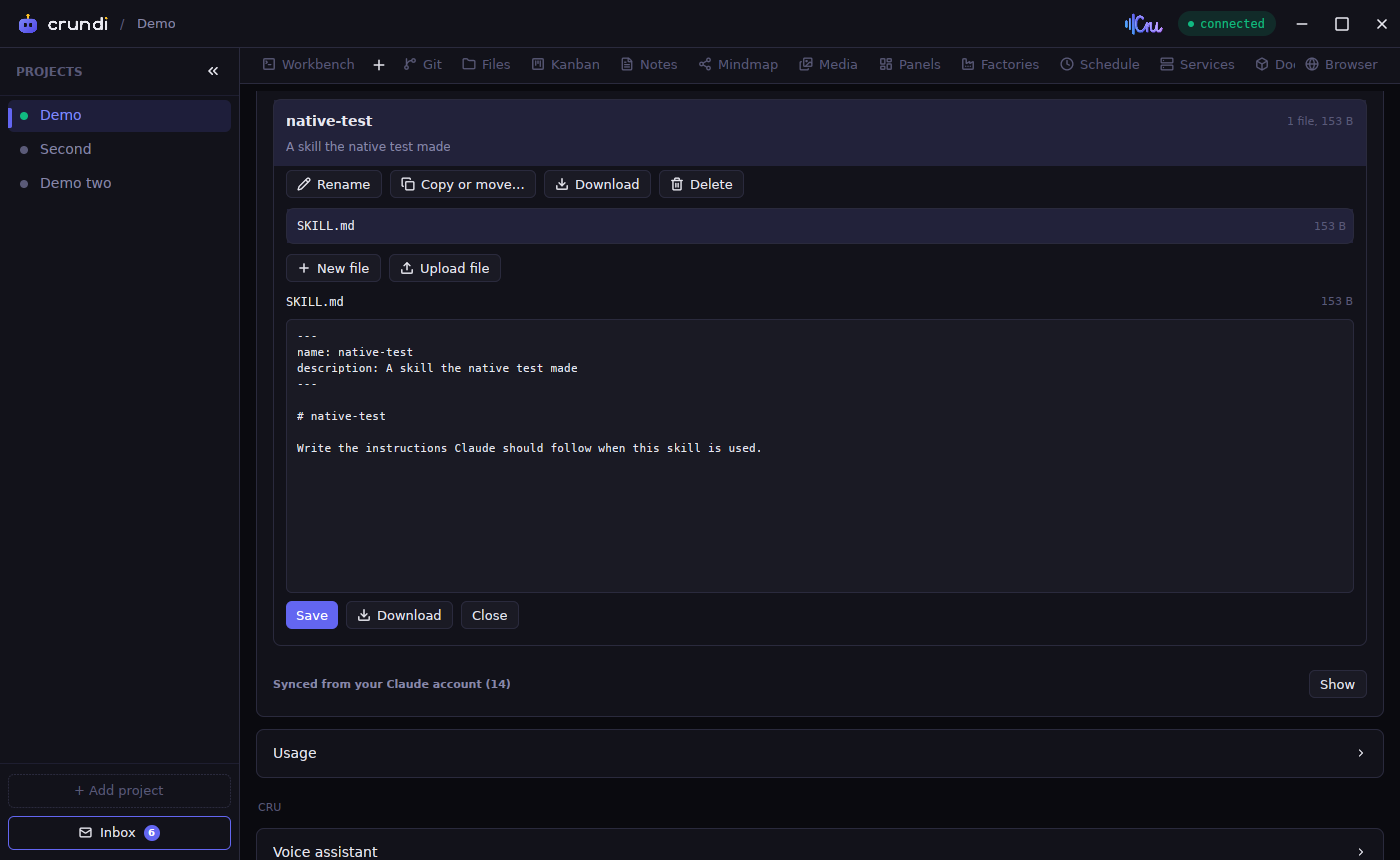 crundi / Demo
Cru
connected
PROJECTS
Demo
Second
Demo two
+ Add project
Inbox 6
Workbench + Git Files Kanban Notes Mindmap Media Panels Factories Schedule Services Doc Browser
native-test 1 file, 153 B
A skill the native test made
Rename Copy or move... Download Delete
SKILL.md 153 B
+ New file Upload file
SKILL.md 153 B
---
name: native-test
description: A skill the native test made
---
# native-test
Write the instructions Claude should follow when this skill is used.
Save Download Close
Synced from your Claude account (14) Show
Usage
CRU
Voice assistant